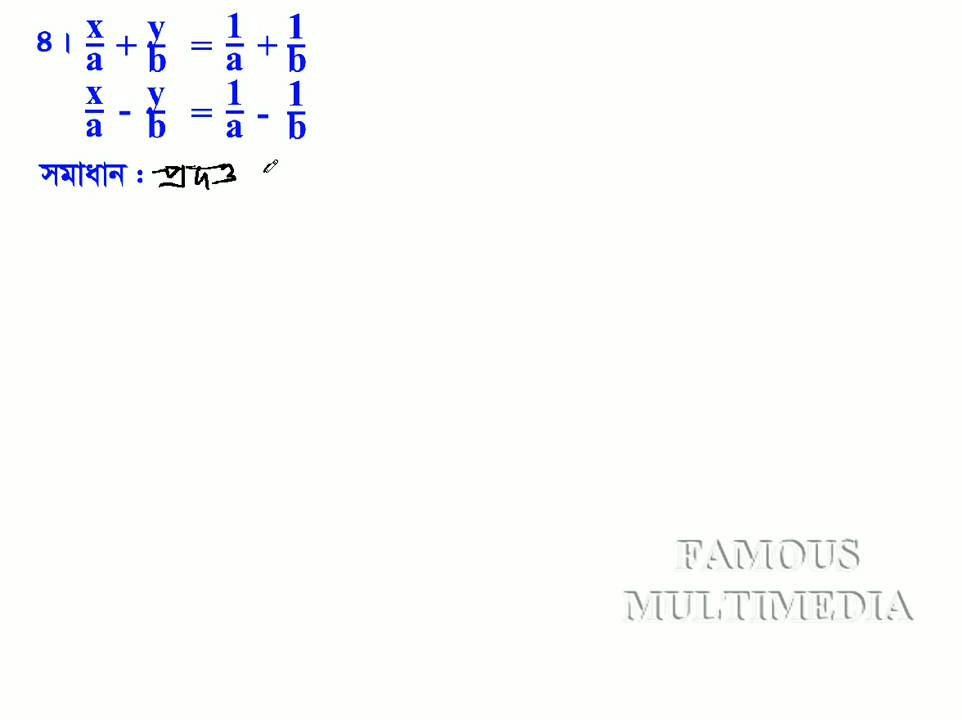 ৪। x/a + y/b = 1/a + 1/b
x/a - y/b = 1/a - 1/b
সমাধান : প্রদত্ত
FAMOUS
MULTIMEDIA